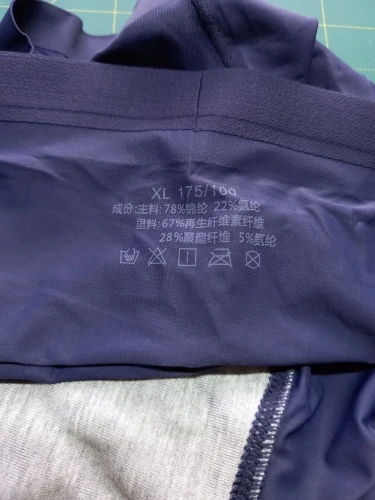 XL 175/100
成份:主料:78%锦纶 22%氨纶
里料:67%再生纤维素纤维
28%聚酯纤维 5%氨纶